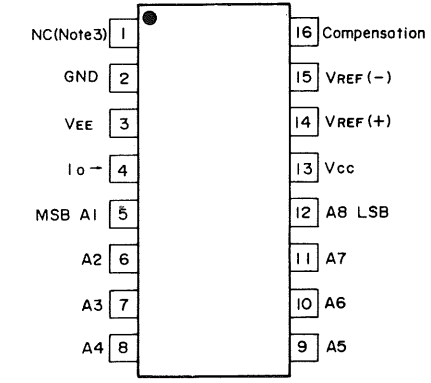 NC(Note3) 1 16 Compensation
GND 2 15 VREF(-)
VEE 3 14 VREF(+)
Io→ 4 13 Vcc
MSB A1 5 12 A8 LSB
A2 6 11 A7
A3 7 10 A6
A4 8 9 A5